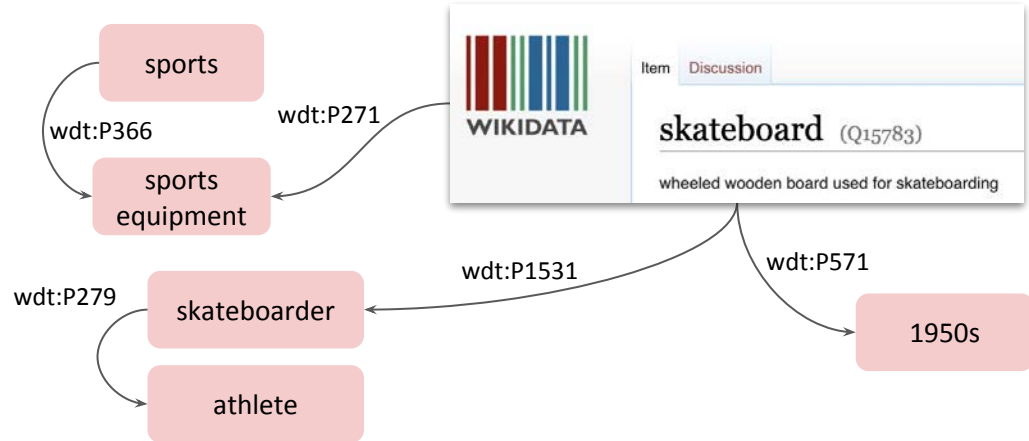 sports
wdt:P366
wdt:P271
sports
equipment
WIKIDATA
Item Discussion
skateboard (Q15783)
wheeled wooden board used for skateboarding
wdt:P1531
wdt:P571
wdt:P279
skateboarder
1950s
athlete